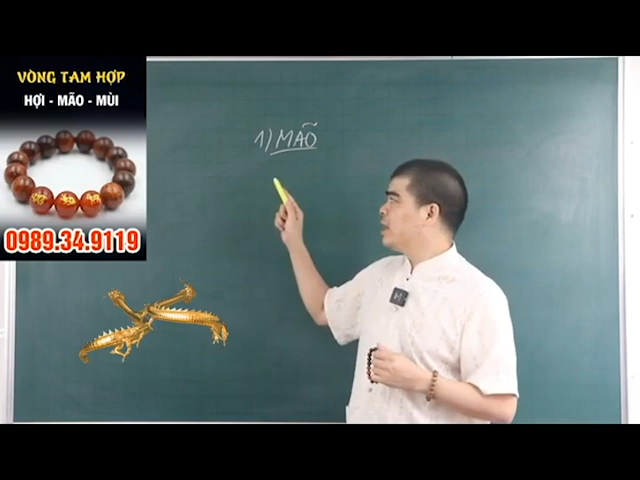 VÒNG TAM HỢP
HỢI - MÃO - MÙI
0989.34.9119
1) MÃO